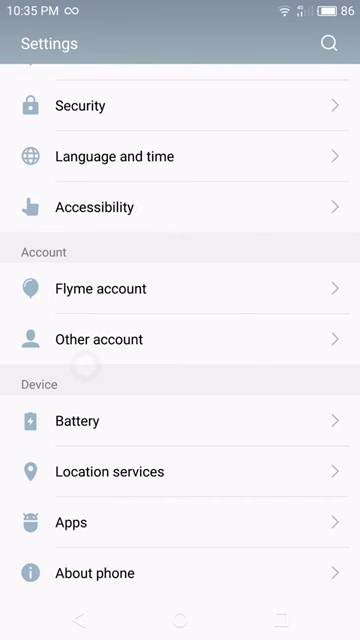 10:35 PM
86
Settings
Security
Language and time
Accessibility
Account
Flyme account
Other account
Device
Battery
Location services
Apps
About phone